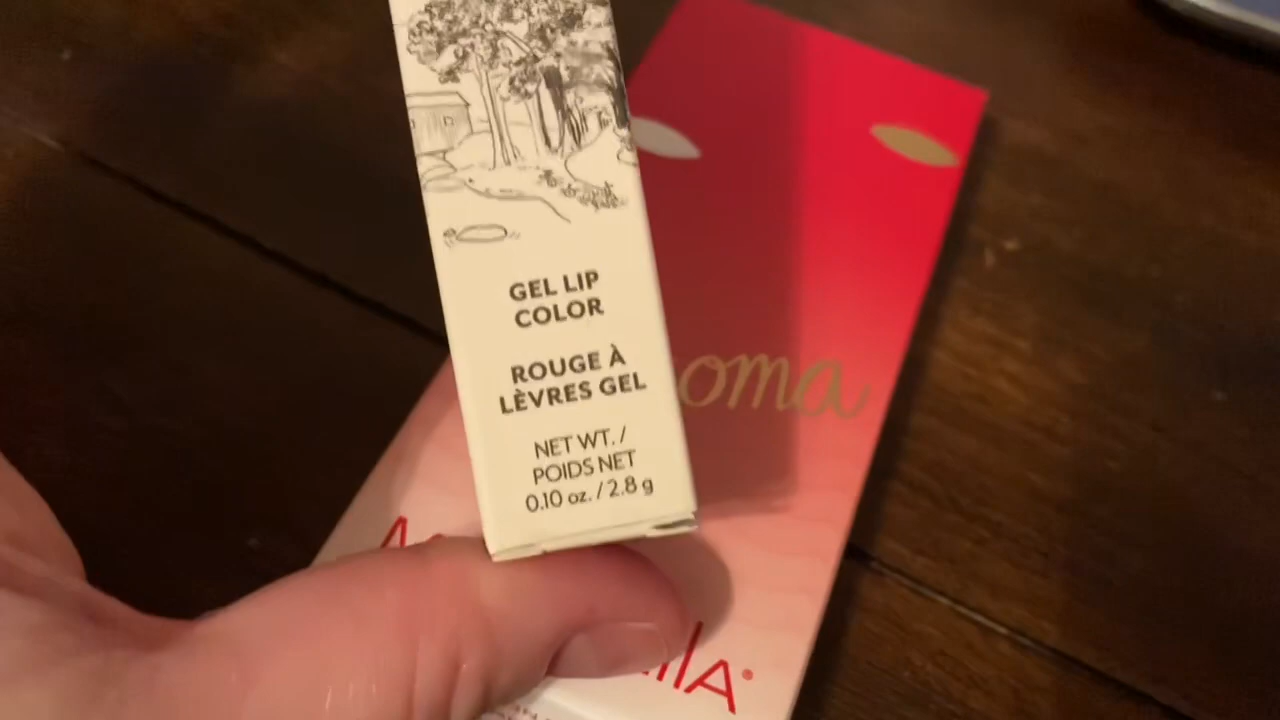 GEL LIP
COLOR
ROUGE À
LÈVRES GEL
NET WT. /
POIDS NET
0.10 oz. / 2.8 g